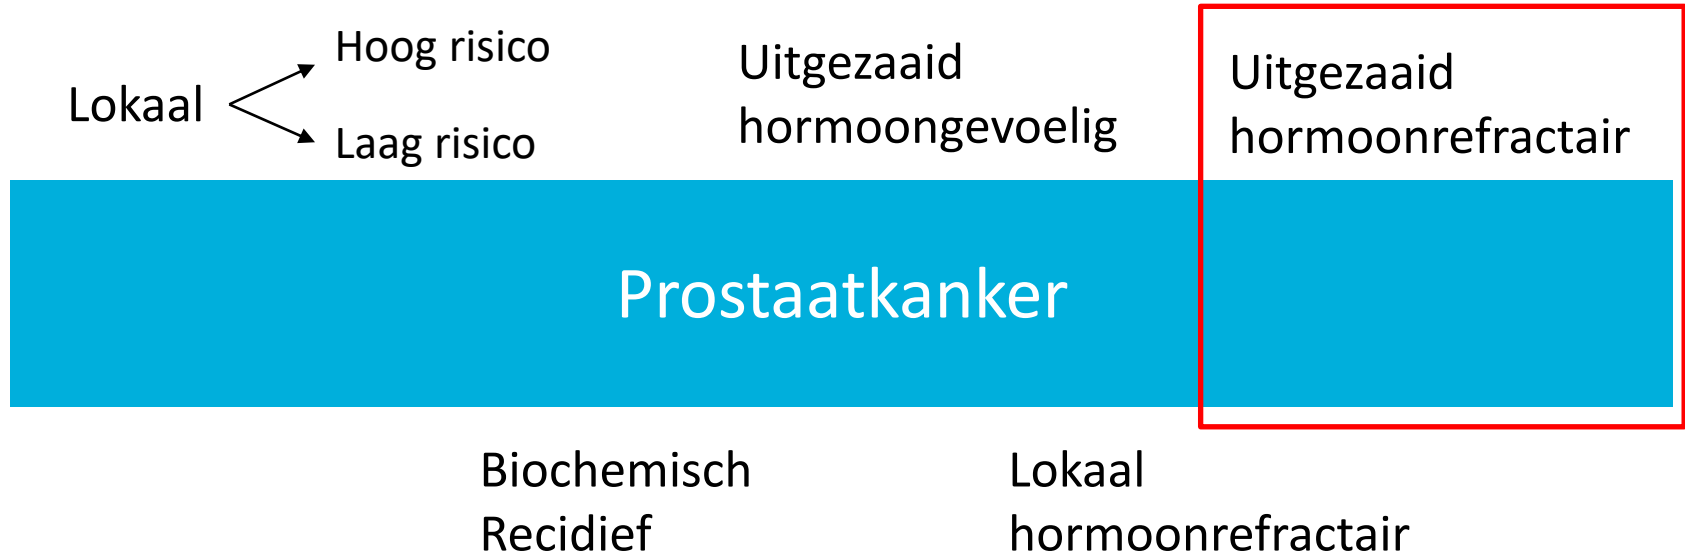 Hoog risico
Lokaal
Laag risico
Uitgezaaid
hormoongevoelig
Uitgezaaid
hormoonrefractair
Prostaatkanker
Biochemisch
Recidief
Lokaal
hormoonrefractair